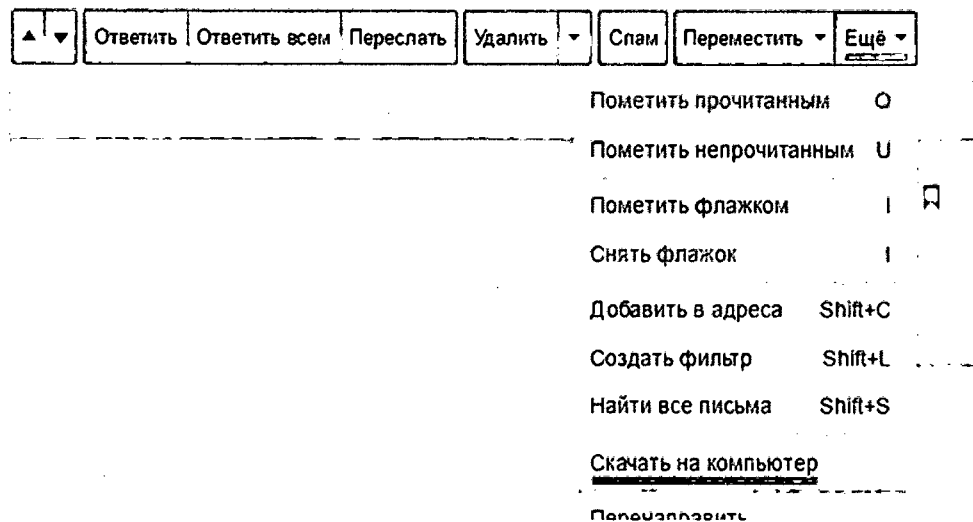 ▲ ▼ Ответить Ответить всем Переслать Удалить ▼ Спам Переместить ▼ Ещё ▼
Пометить прочитанным Q
Пометить непрочитанным U
Пометить флажком I
Снять флажок I
Добавить в адреса Shift+C
Создать фильтр Shift+L
Найти все письма Shift+S
Скачать на компьютер
Перенаправить